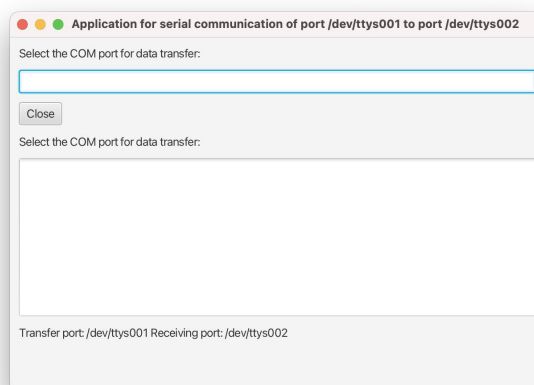 Application for serial communication of port /dev/ttys001 to port /dev/ttys002
Select the COM port for data transfer:
Close
Select the COM port for data transfer:
Transfer port: /dev/ttys001 Receiving port: /dev/ttys002